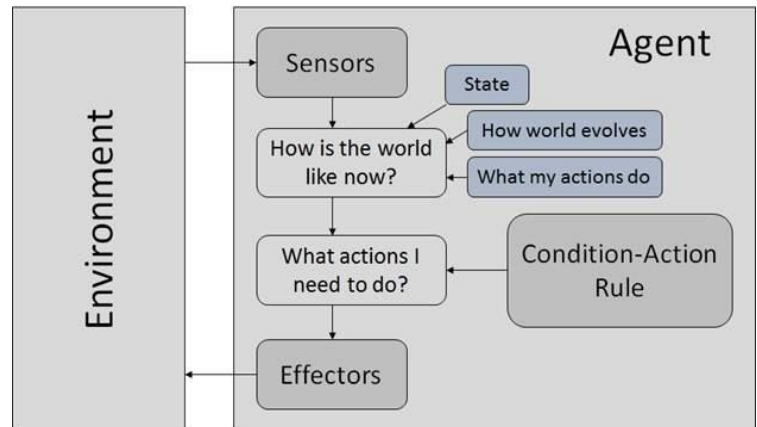 Environment
Agent
Sensors
State
How is the world
like now?
How world evolves
What my actions do
What actions I
need to do?
Condition-Action
Rule
Effectors